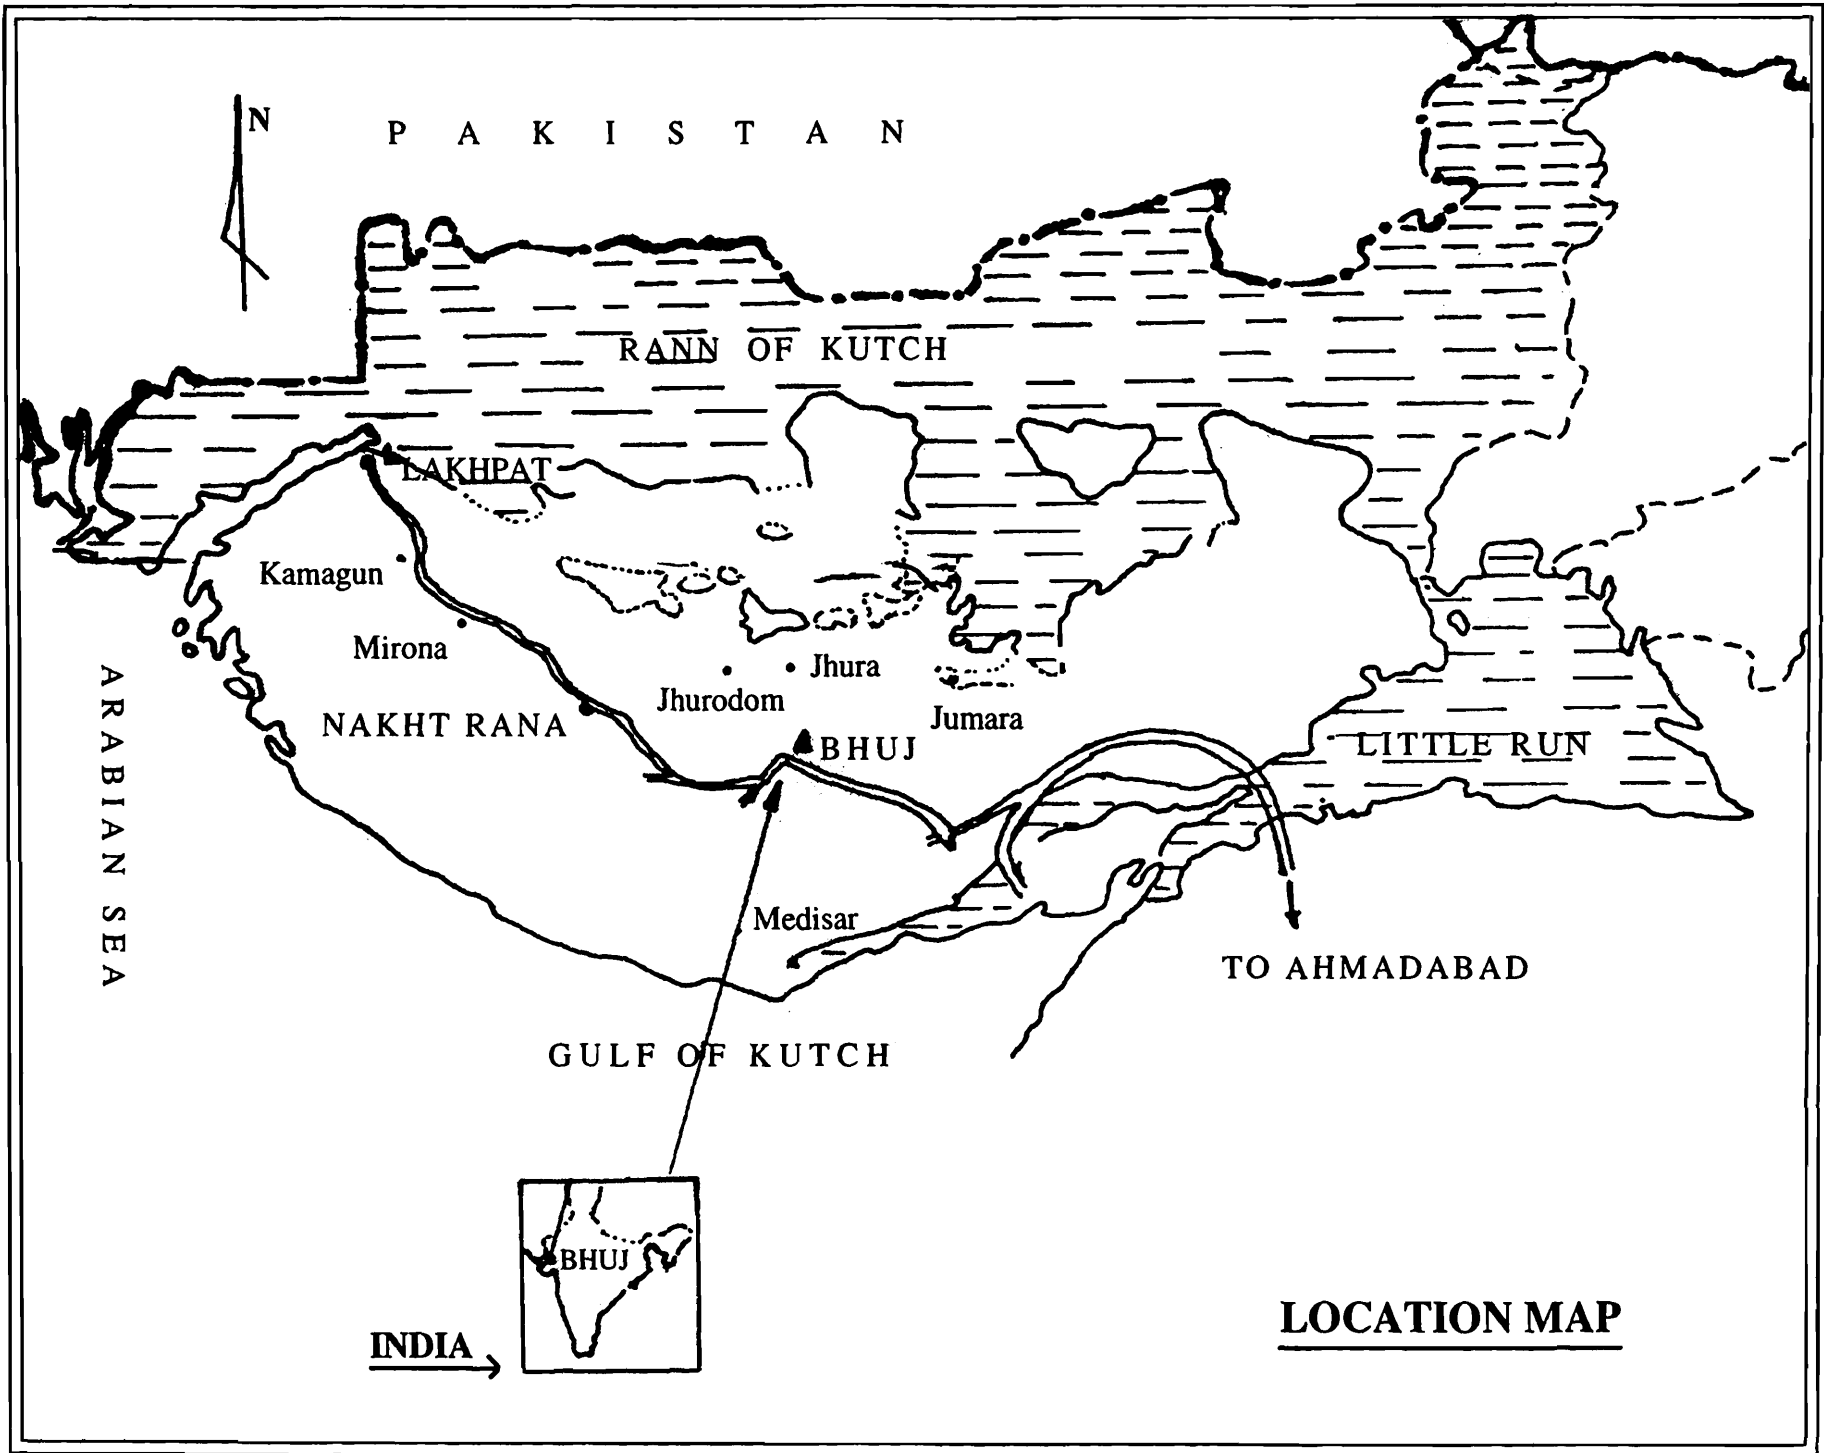 N
PAKISTAN
RANN OF KUTCH
LAKHPAT
Kamagun
Mirona
Jhura
Jhurodom
NAKHT RANA
Jumara
BHUJ
LITTLE RUN
ARABIAN SEA
Medisar
TO AHMADABAD
GULF OF KUTCH
BHUJ
INDIA
LOCATION MAP